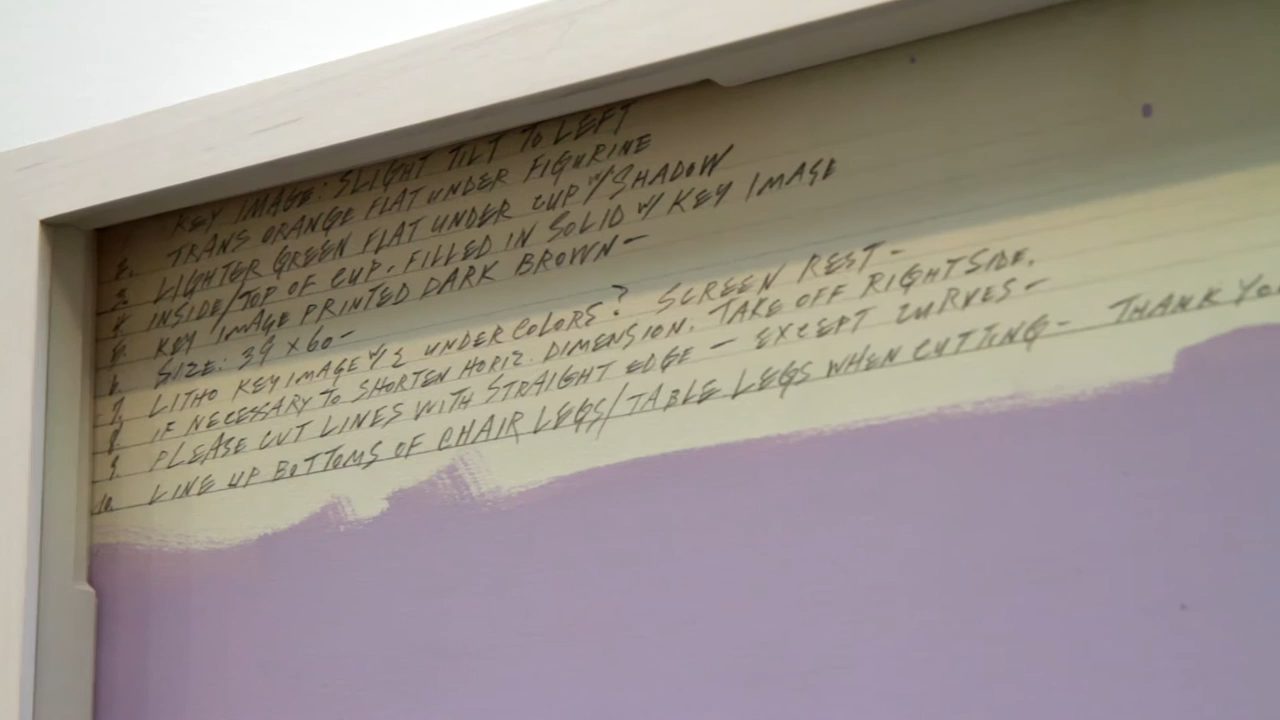 KEY IMAGE: SLIGHT TILT TO LEFT
2. TRANS ORANGE FLAT UNDER FIGURINE
3. LIGHTER GREEN FLAT UNDER CUP W/SHADOW
4. INSIDE/TOP OF CUP. FILLED IN SOLID W/ KEY IMAGE
5. KEY IMAGE PRINTED DARK BROWN-
6. SIZE: 39 X 60-
7. LITHO KEY IMAGE W/ 2 UNDER COLORS? SCREEN REST-
8. IF NECESSARY TO SHORTEN HORIZ. DIMENSION. TAKE OFF RIGHT SIDE.
9. PLEASE CUT LINES WITH STRAIGHT EDGE - EXCEPT CURVES-
10. LINE UP BOTTOMS OF CHAIR LEGS/TABLE LEGS WHEN CUTTING- THANK YOU